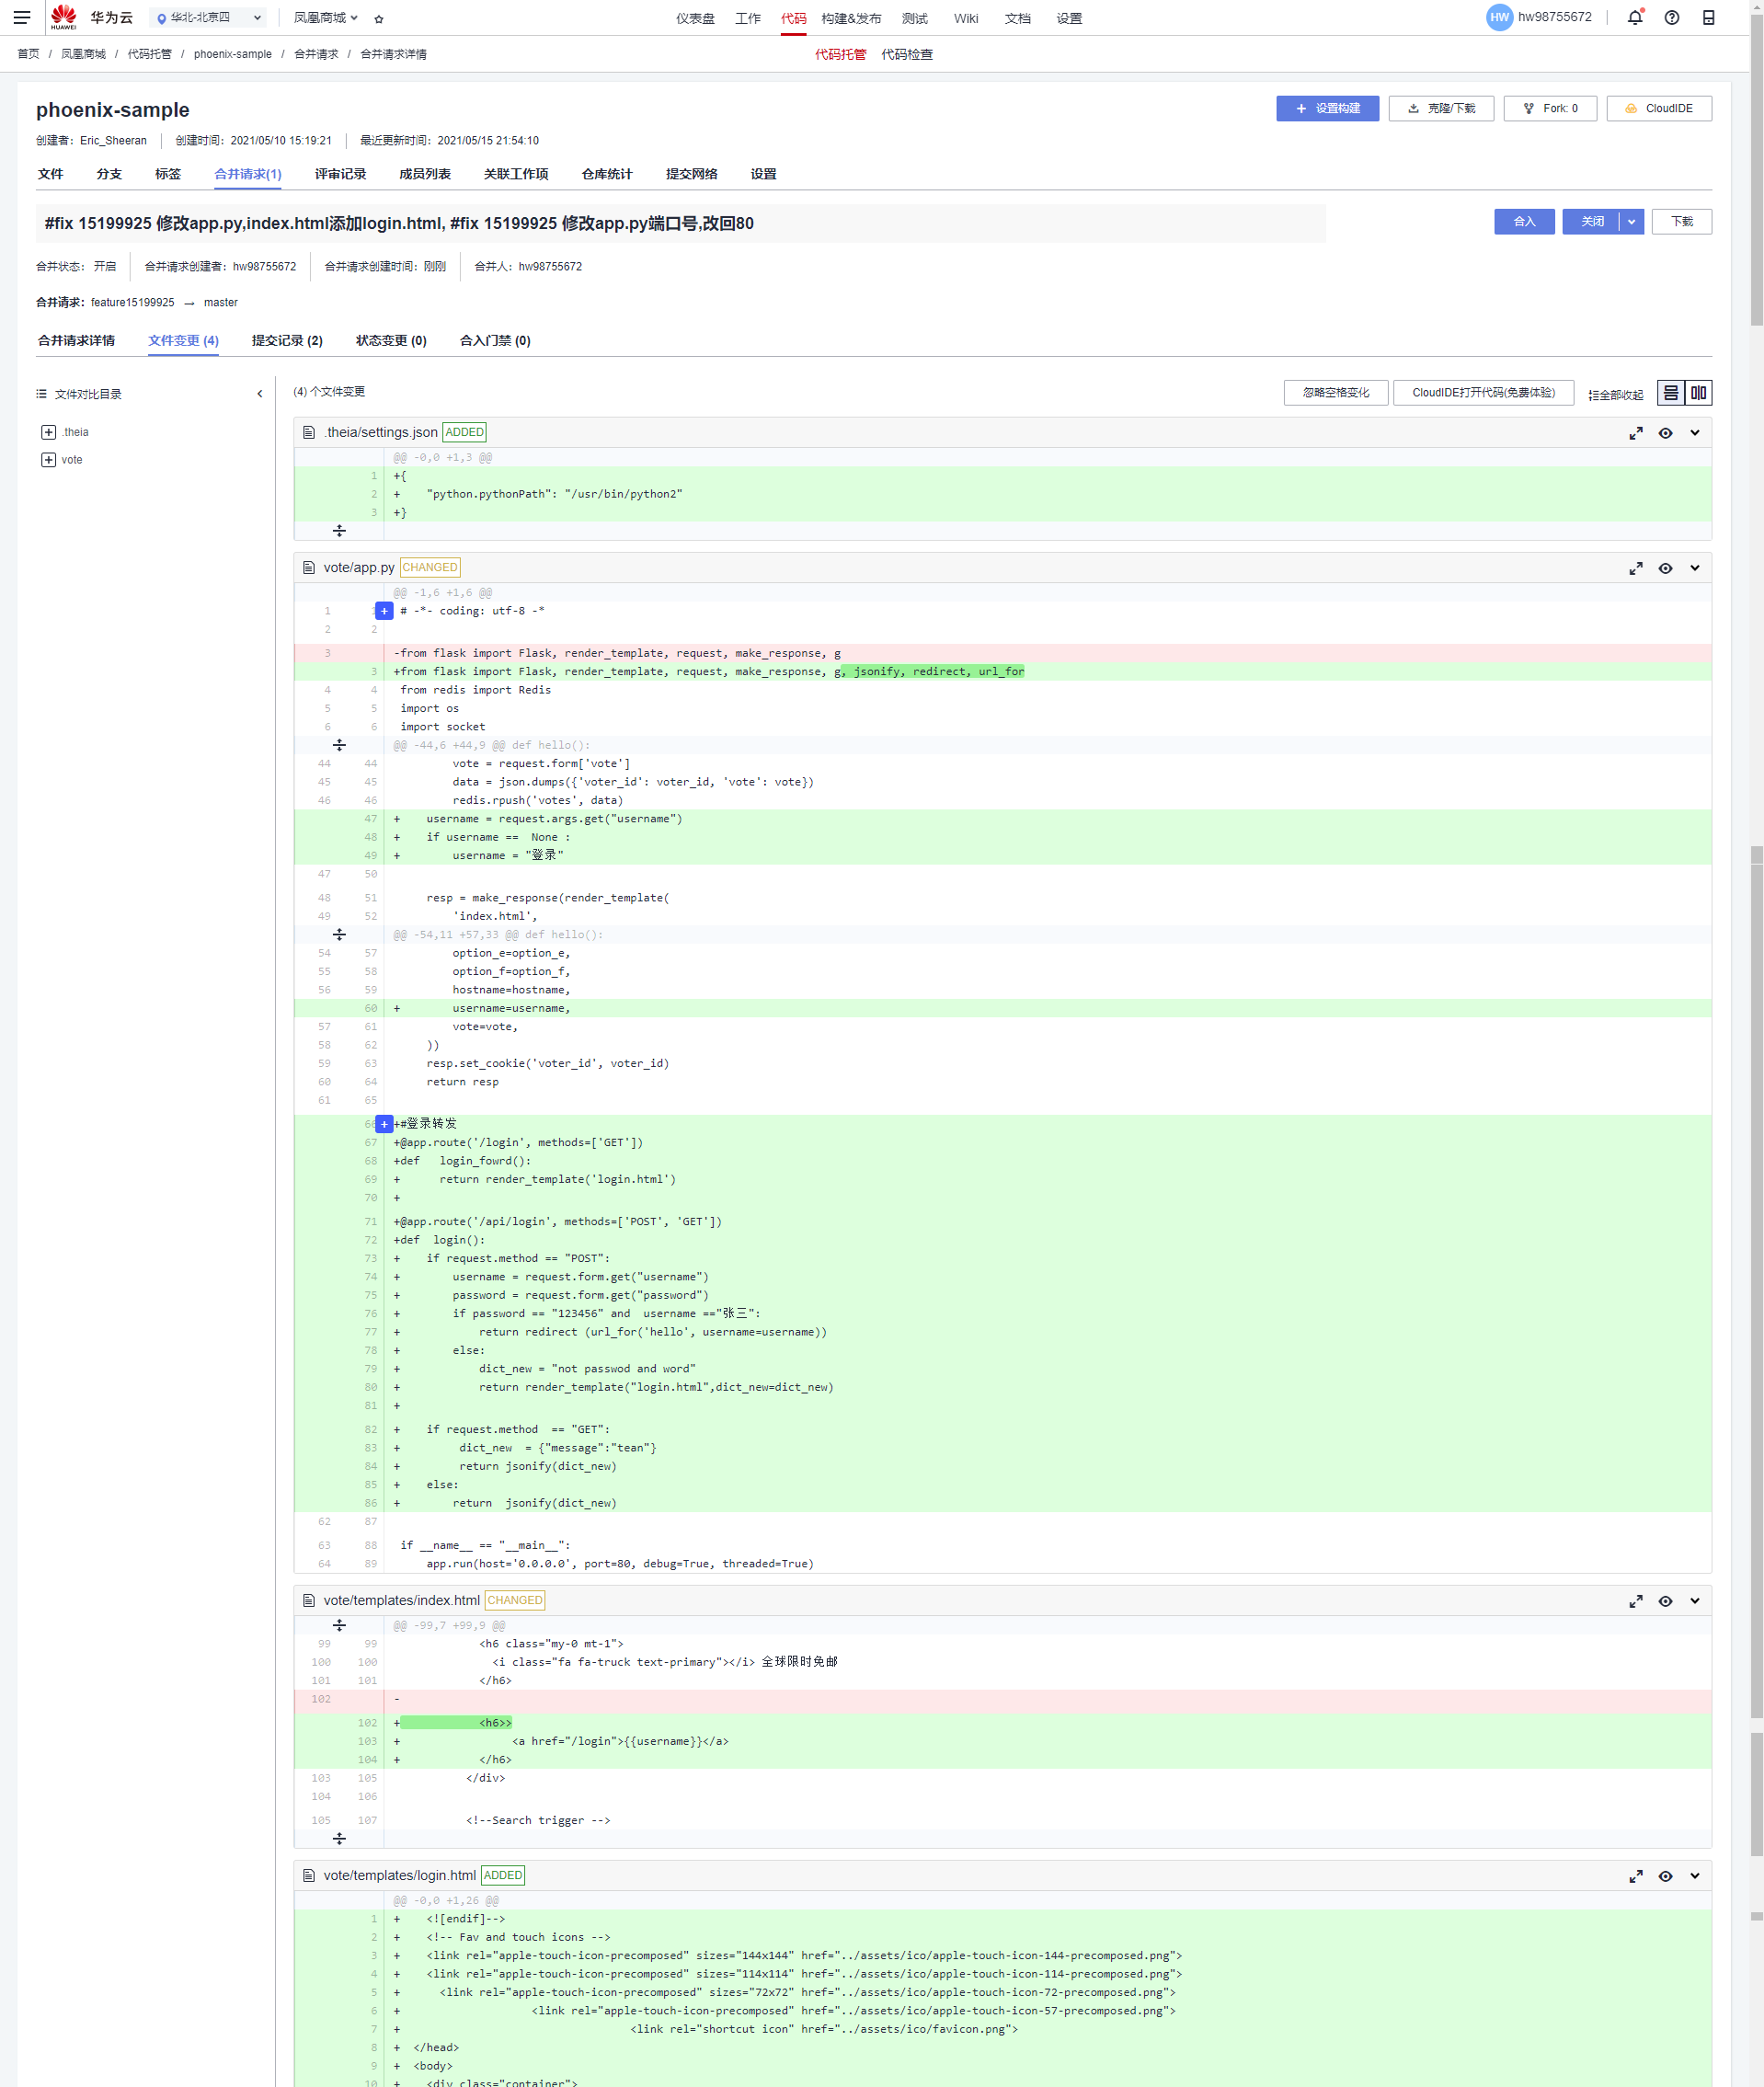 HUAWEI 华为云 华北-北京四 凤凰商城 仪表盘 工作 代码 构建&发布 测试 Wiki 文档 设置 HW hw98755672
首页 / 凤凰商城 / 代码托管 / phoenix-sample / 合并请求 / 合并请求详情 代码托管 代码检查
phoenix-sample 设置构建 克隆/下载 Fork: 0 CloudIDE
创建者: Eric_Sheeran 创建时间: 2021/05/10 15:19:21 最近更新时间: 2021/05/15 21:54:10
文件 分支 标签 合并请求(1) 评审记录 成员列表 关联工作项 仓库统计 提交网络 设置
#fix 15199925 修改app.py,index.html添加login.html, #fix 15199925 修改app.py端口号,改回80 合入 关闭 下载
合并状态: 开启 合并请求创建者: hw98755672 合并请求创建时间: 刚刚 合并人: hw98755672
合并请求: feature15199925 → master
合并请求详情 文件变更 (4) 提交记录 (2) 状态变更 (0) 合入门禁 (0)
文件对比目录 (4) 个文件变更 忽略空格变化 CloudIDE打开代码(免费体验) 全部收起
.theia
vote
.theia/settings.json ADDED
@@ -0,0 +1,3 @@
1 +{
2 +    "python.pythonPath": "/usr/bin/python2"
3 +}
vote/app.py CHANGED
@@ -1,6 +1,6 @@
1 + # -*- coding: utf-8 -*
2 2
3 -from flask import Flask, render_template, request, make_response, g
3 +from flask import Flask, render_template, request, make_response, g, jsonify, redirect, url_for
4 4 from redis import Redis
5 5 import os
6 6 import socket
@@ -44,6 +44,9 @@ def hello():
44 44         vote = request.form['vote']
45 45         data = json.dumps({'voter_id': voter_id, 'vote': vote})
46 46         redis.rpush('votes', data)
47 +    username = request.args.get("username")
48 +    if username ==  None :
49 +        username = "登录"
47 50
48 51     resp = make_response(render_template(
49 52         'index.html',
@@ -54,11 +57,33 @@ def hello():
54 57         option_e=option_e,
55 58         option_f=option_f,
56 59         hostname=hostname,
60 +        username=username,
57 61         vote=vote,
58 62     ))
59 63     resp.set_cookie('voter_id', voter_id)
60 64     return resp
61 65
66 + +#登录转发
67 +@app.route('/login', methods=['GET'])
68 +def   login_fowrd():
69 +      return render_template('login.html')
70 +
71 +@app.route('/api/login', methods=['POST', 'GET'])
72 +def  login():
73 +    if request.method == "POST":
74 +        username = request.form.get("username")
75 +        password = request.form.get("password")
76 +        if password == "123456" and  username =="张三":
77 +            return redirect (url_for('hello', username=username))
78 +        else:
79 +            dict_new = "not passwod and word"
80 +            return render_template("login.html",dict_new=dict_new)
81 +
82 +    if request.method  == "GET":
83 +         dict_new  = {"message":"tean"}
84 +         return jsonify(dict_new)
85 +    else:
86 +        return  jsonify(dict_new)
62 87
63 88 if __name__ == "__main__":
64 89     app.run(host='0.0.0.0', port=80, debug=True, threaded=True)
vote/templates/index.html CHANGED
@@ -99,7 +99,9 @@
99 99             <h6 class="my-0 mt-1">
100 100               <i class="fa fa-truck text-primary"></i> 全球限时免邮
101 101             </h6>
102 -
102 +            <h6>>
103 +                 <a href="/login">{{username}}</a>
104 +            </h6>
103 105           </div>
104 106
105 107           <!--Search trigger -->
vote/templates/login.html ADDED
@@ -0,0 +1,26 @@
1 +    <![endif]-->
2 +    <!-- Fav and touch icons -->
3 +    <link rel="apple-touch-icon-precomposed" sizes="144x144" href="../assets/ico/apple-touch-icon-144-precomposed.png">
4 +    <link rel="apple-touch-icon-precomposed" sizes="114x114" href="../assets/ico/apple-touch-icon-114-precomposed.png">
5 +      <link rel="apple-touch-icon-precomposed" sizes="72x72" href="../assets/ico/apple-touch-icon-72-precomposed.png">
6 +                    <link rel="apple-touch-icon-precomposed" href="../assets/ico/apple-touch-icon-57-precomposed.png">
7 +                                   <link rel="shortcut icon" href="../assets/ico/favicon.png">
8 +  </head>
9 +  <body>
10 +    <div class="container">